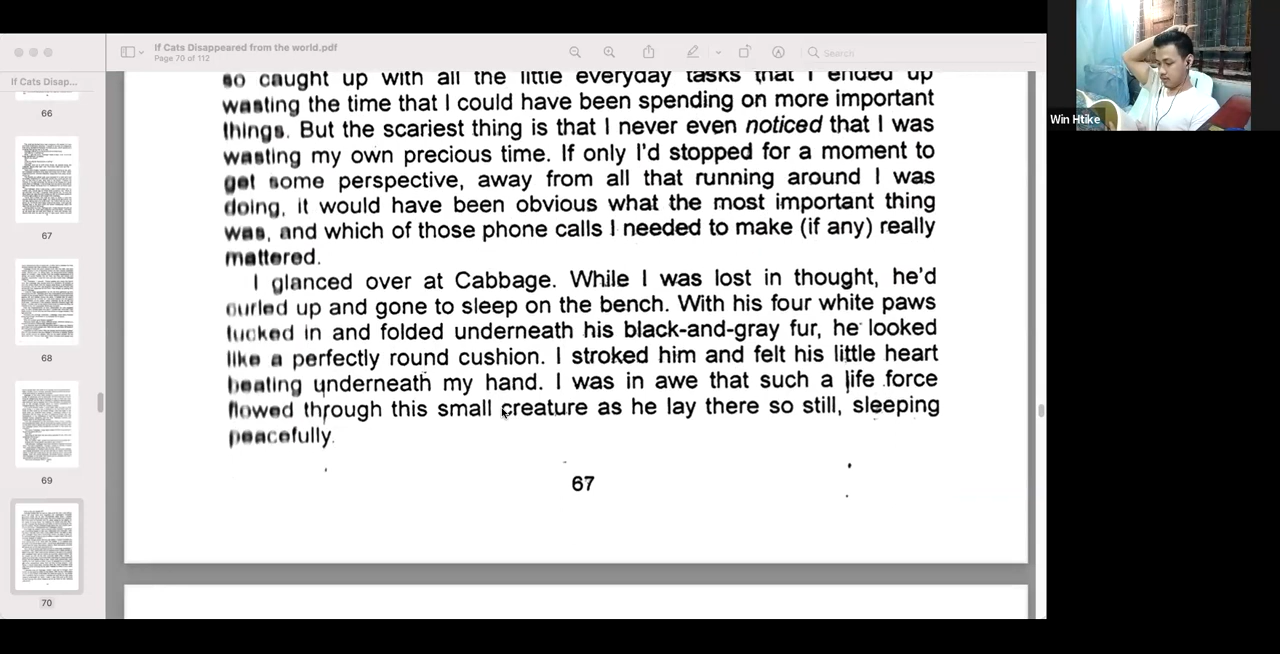 If Cats Disappeared from the world.pdf
Page 70 of 112
Search
If Cats Disap...
66
67
68
69
70
so caught up with all the little everyday tasks that I ended up
wasting the time that I could have been spending on more important
things. But the scariest thing is that I never even noticed that I was
wasting my own precious time. If only I'd stopped for a moment to
get some perspective, away from all that running around I was
doing, it would have been obvious what the most important thing
was, and which of those phone calls I needed to make (if any) really
mattered.
I glanced over at Cabbage. While I was lost in thought, he'd
curled up and gone to sleep on the bench. With his four white paws
tucked in and folded underneath his black-and-gray fur, he looked
like a perfectly round cushion. I stroked him and felt his little heart
beating underneath my hand. I was in awe that such a life force
flowed through this small creature as he lay there so still, sleeping
peacefully.
67
Win Htike